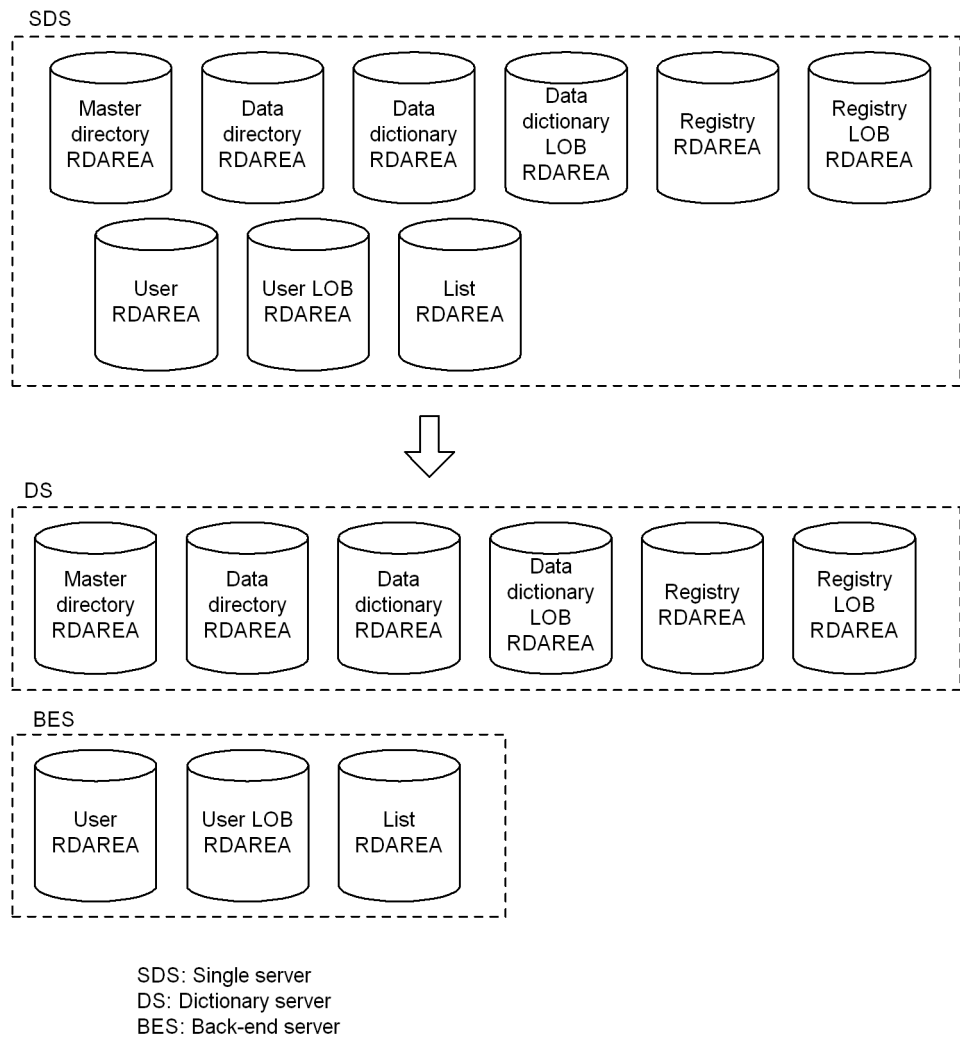 SDS
Master
directory
RDAREA
Data
directory
RDAREA
Data
dictionary
RDAREA
Data
dictionary
LOB
RDAREA
Registry
RDAREA
Registry
LOB
RDAREA
User
RDAREA
User LOB
RDAREA
List
RDAREA
DS
Master
directory
RDAREA
Data
directory
RDAREA
Data
dictionary
RDAREA
Data
dictionary
LOB
RDAREA
Registry
RDAREA
Registry
LOB
RDAREA
BES
User
RDAREA
User LOB
RDAREA
List
RDAREA
SDS: Single server
DS: Dictionary server
BES: Back-end server